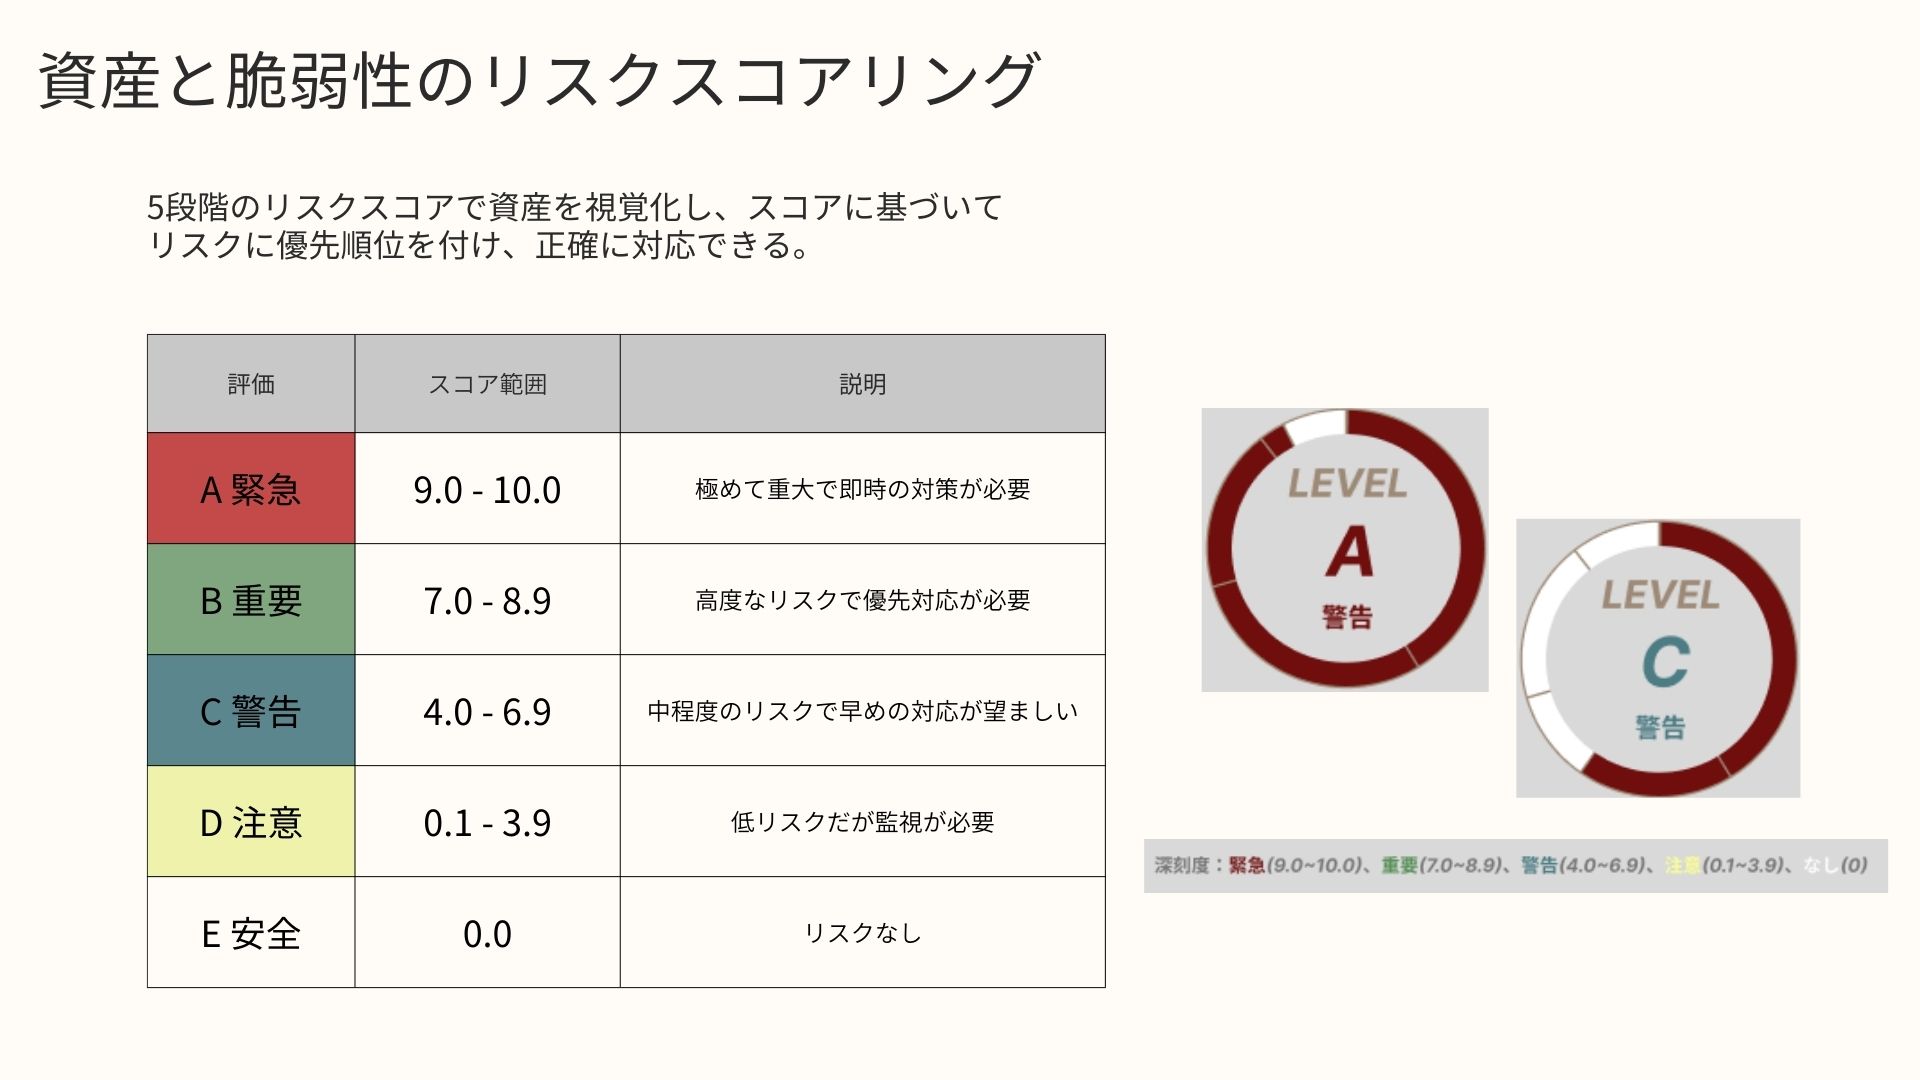 資産と脆弱性のリスクスコアリング
5段階のリスクスコアで資産を視覚化し、スコアに基づいて
リスクに優先順位を付け、正確に対応できる。
評価 スコア範囲 説明
A 緊急 9.0 - 10.0 極めて重大で即時の対策が必要
B 重要 7.0 - 8.9 高度なリスクで優先対応が必要
C 警告 4.0 - 6.9 中程度のリスクで早めの対応が望ましい
D 注意 0.1 - 3.9 低リスクだが監視が必要
E 安全 0.0 リスクなし
LEVEL
A
警告
LEVEL
C
警告
深刻度：緊急(9.0~10.0)、重要(7.0~8.9)、警告(4.0~6.9)、注意(0.1~3.9)、なし(0)